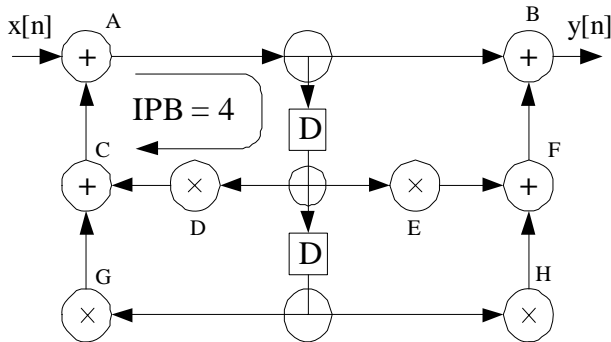 A
B
x[n]
y[n]
+
+
IPB = 4
D
C
F
+
×
×
+
D
E
D
G
H
×
×